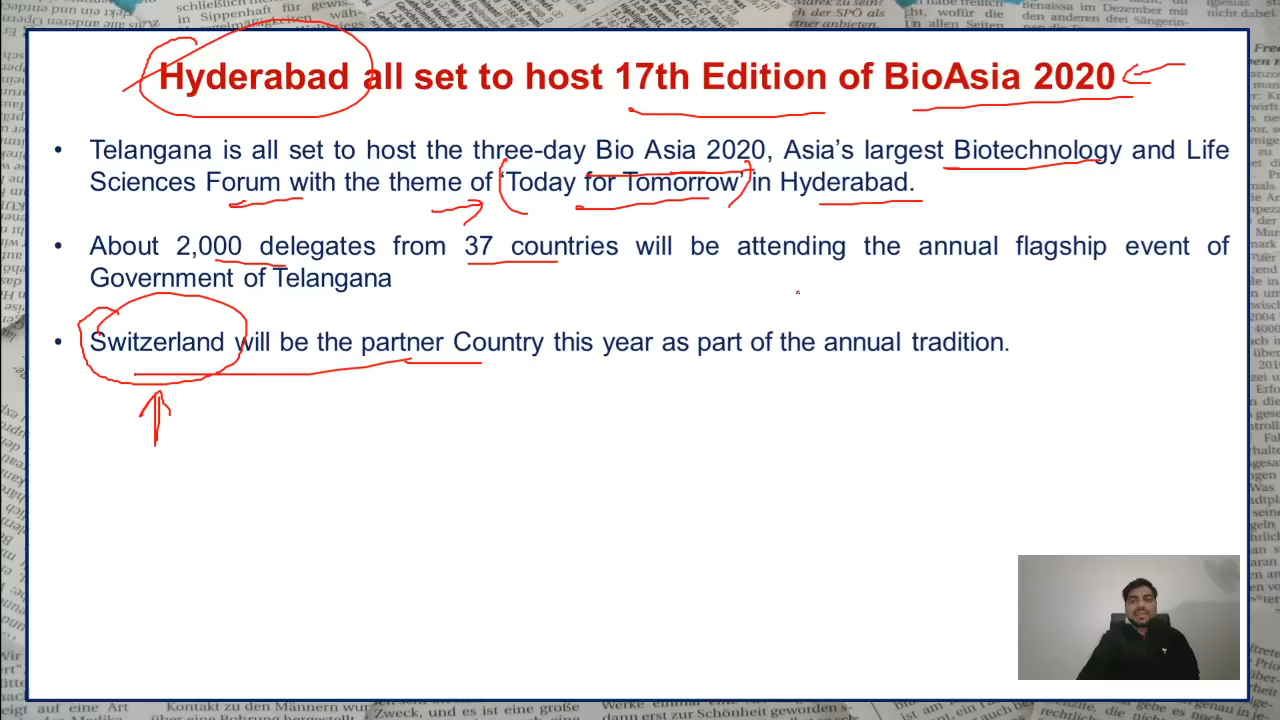 Hyderabad all set to host 17th Edition of BioAsia 2020
• Telangana is all set to host the three-day Bio Asia 2020, Asia’s largest Biotechnology and Life
Sciences Forum with the theme of ‘Today for Tomorrow’ in Hyderabad.
• About 2,000 delegates from 37 countries will be attending the annual flagship event of
Government of Telangana
• Switzerland will be the partner Country this year as part of the annual tradition.